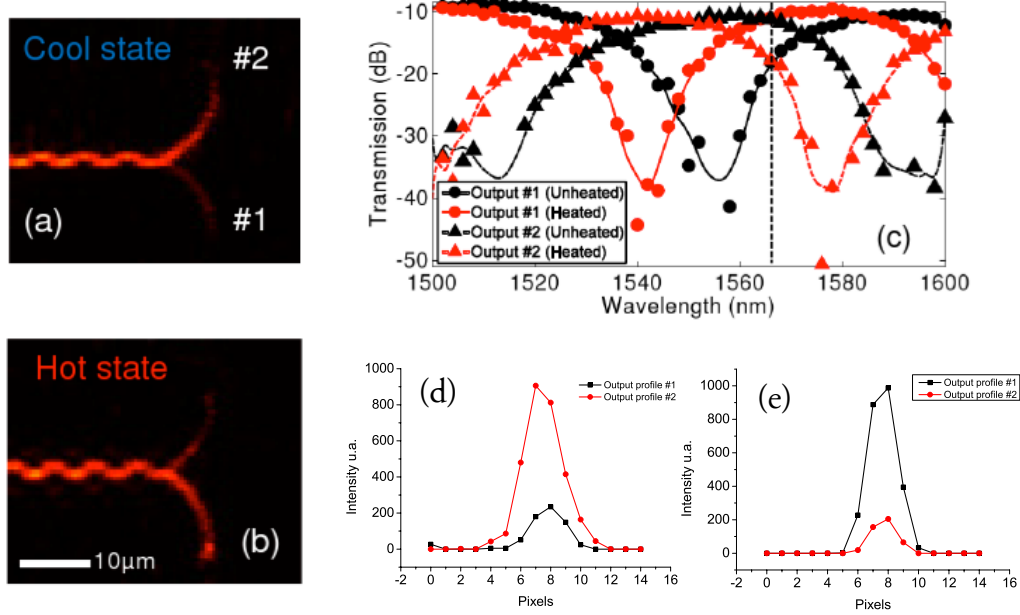 Cool state
#2
(a)
#1
Hot state
(b)
10μm
Transmission (dB)
-10
-20
-30
-40
-50
Output #1 (Unheated)
Output #1 (Heated)
Output #2 (Unheated)
Output #2 (Heated)
(c)
1500 1520 1540 1560 1580 1600
Wavelength (nm)
(d)
Output profile #1
Output profile #2
Intensity u.a.
1000
800
600
400
200
0
-2 0 2 4 6 8 10 12 14 16
Pixels
(e)
Output profile #1
Output profile #2
Intensity u.a.
1000
800
600
400
200
0
-2 0 2 4 6 8 10 12 14 16
Pixels